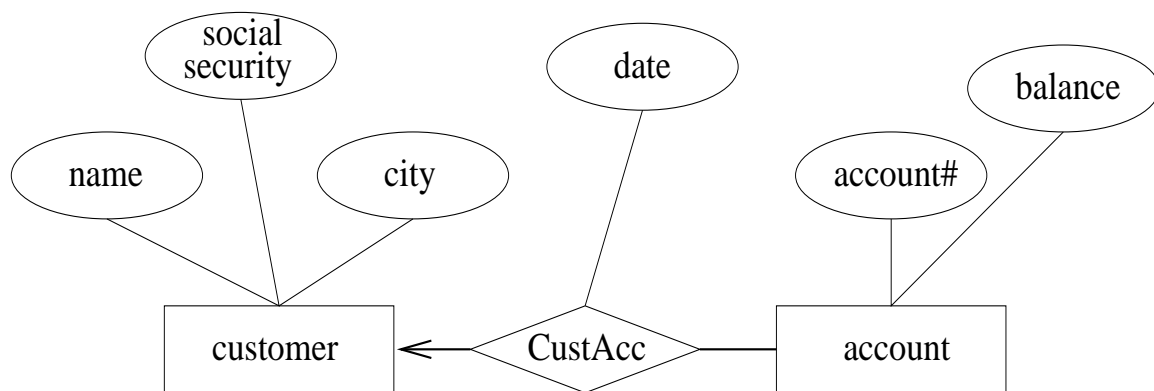 social
security
date
balance
name
city
account#
customer
CustAcc
account